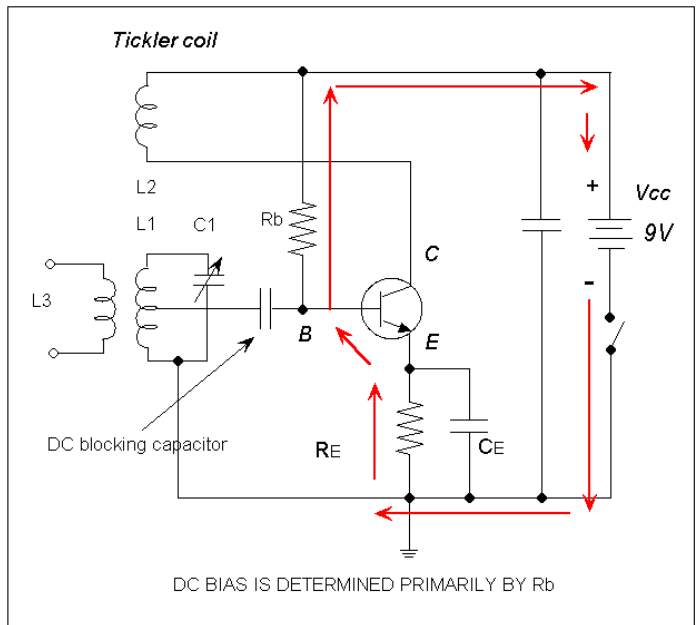 Tickler coil
L2
L1 C1
Rb
Vcc
+
9V
C
L3
-
B
E
DC blocking capacitor
RE
CE
DC BIAS IS DETERMINED PRIMARILY BY Rb